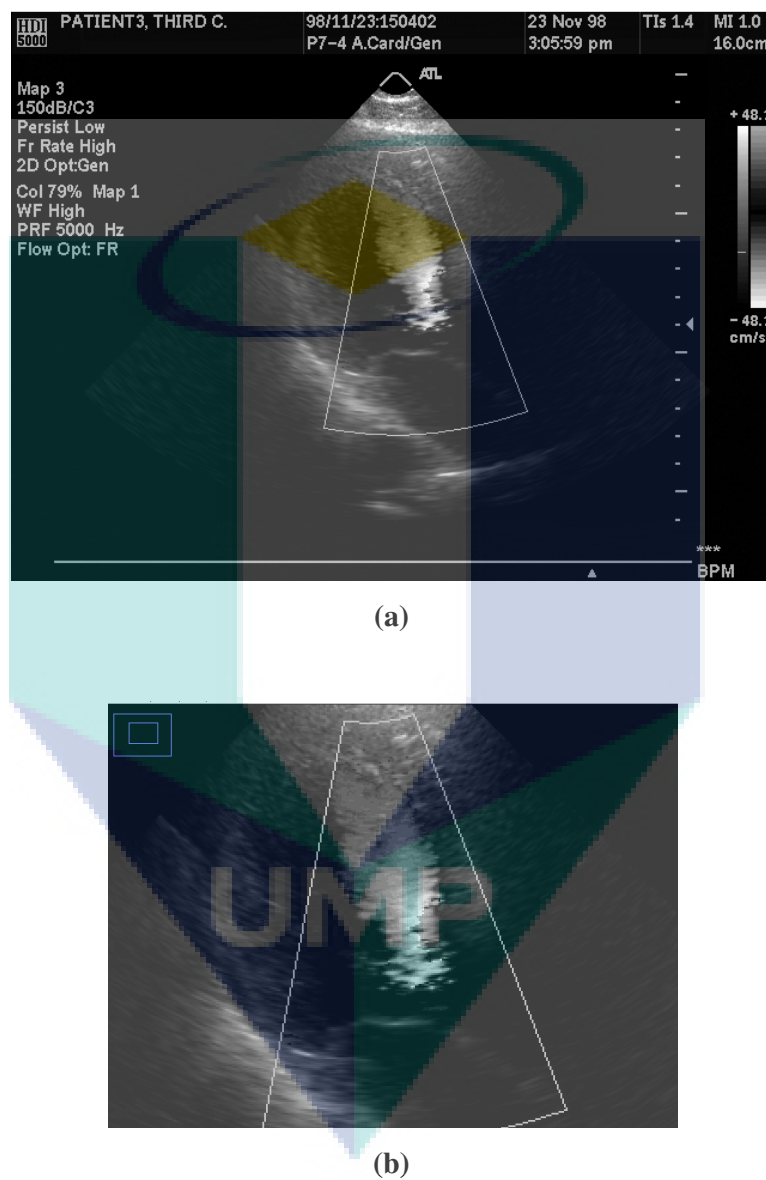 HDI 5000
PATIENT3, THIRD C.
98/11/23:150402
P7-4 A.Card/Gen
23 Nov 98
3:05:59 pm
TIs 1.4
MI 1.0
16.0cm
ATL
Map 3
150dB/C3
Persist Low
Fr Rate High
2D Opt:Gen
Col 79% Map 1
WF High
PRF 5000 Hz
Flow Opt: FR
+ 48.
- 48.
cm/s
***
BPM
(a)
UMP
(b)